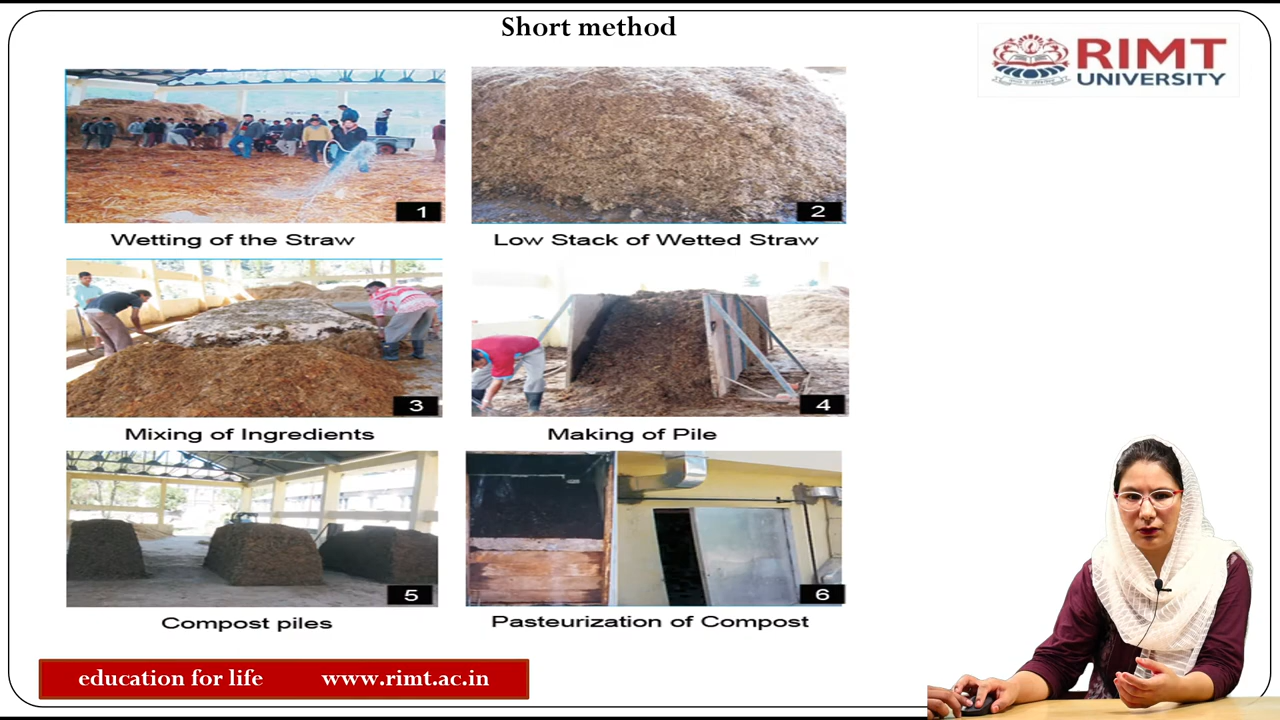 Short method
RIMT
UNIVERSITY
1
2
Wetting of the Straw
Low Stack of Wetted Straw
3
4
Mixing of Ingredients
Making of Pile
5
6
Compost piles
Pasteurization of Compost
education for life www.rimt.ac.in